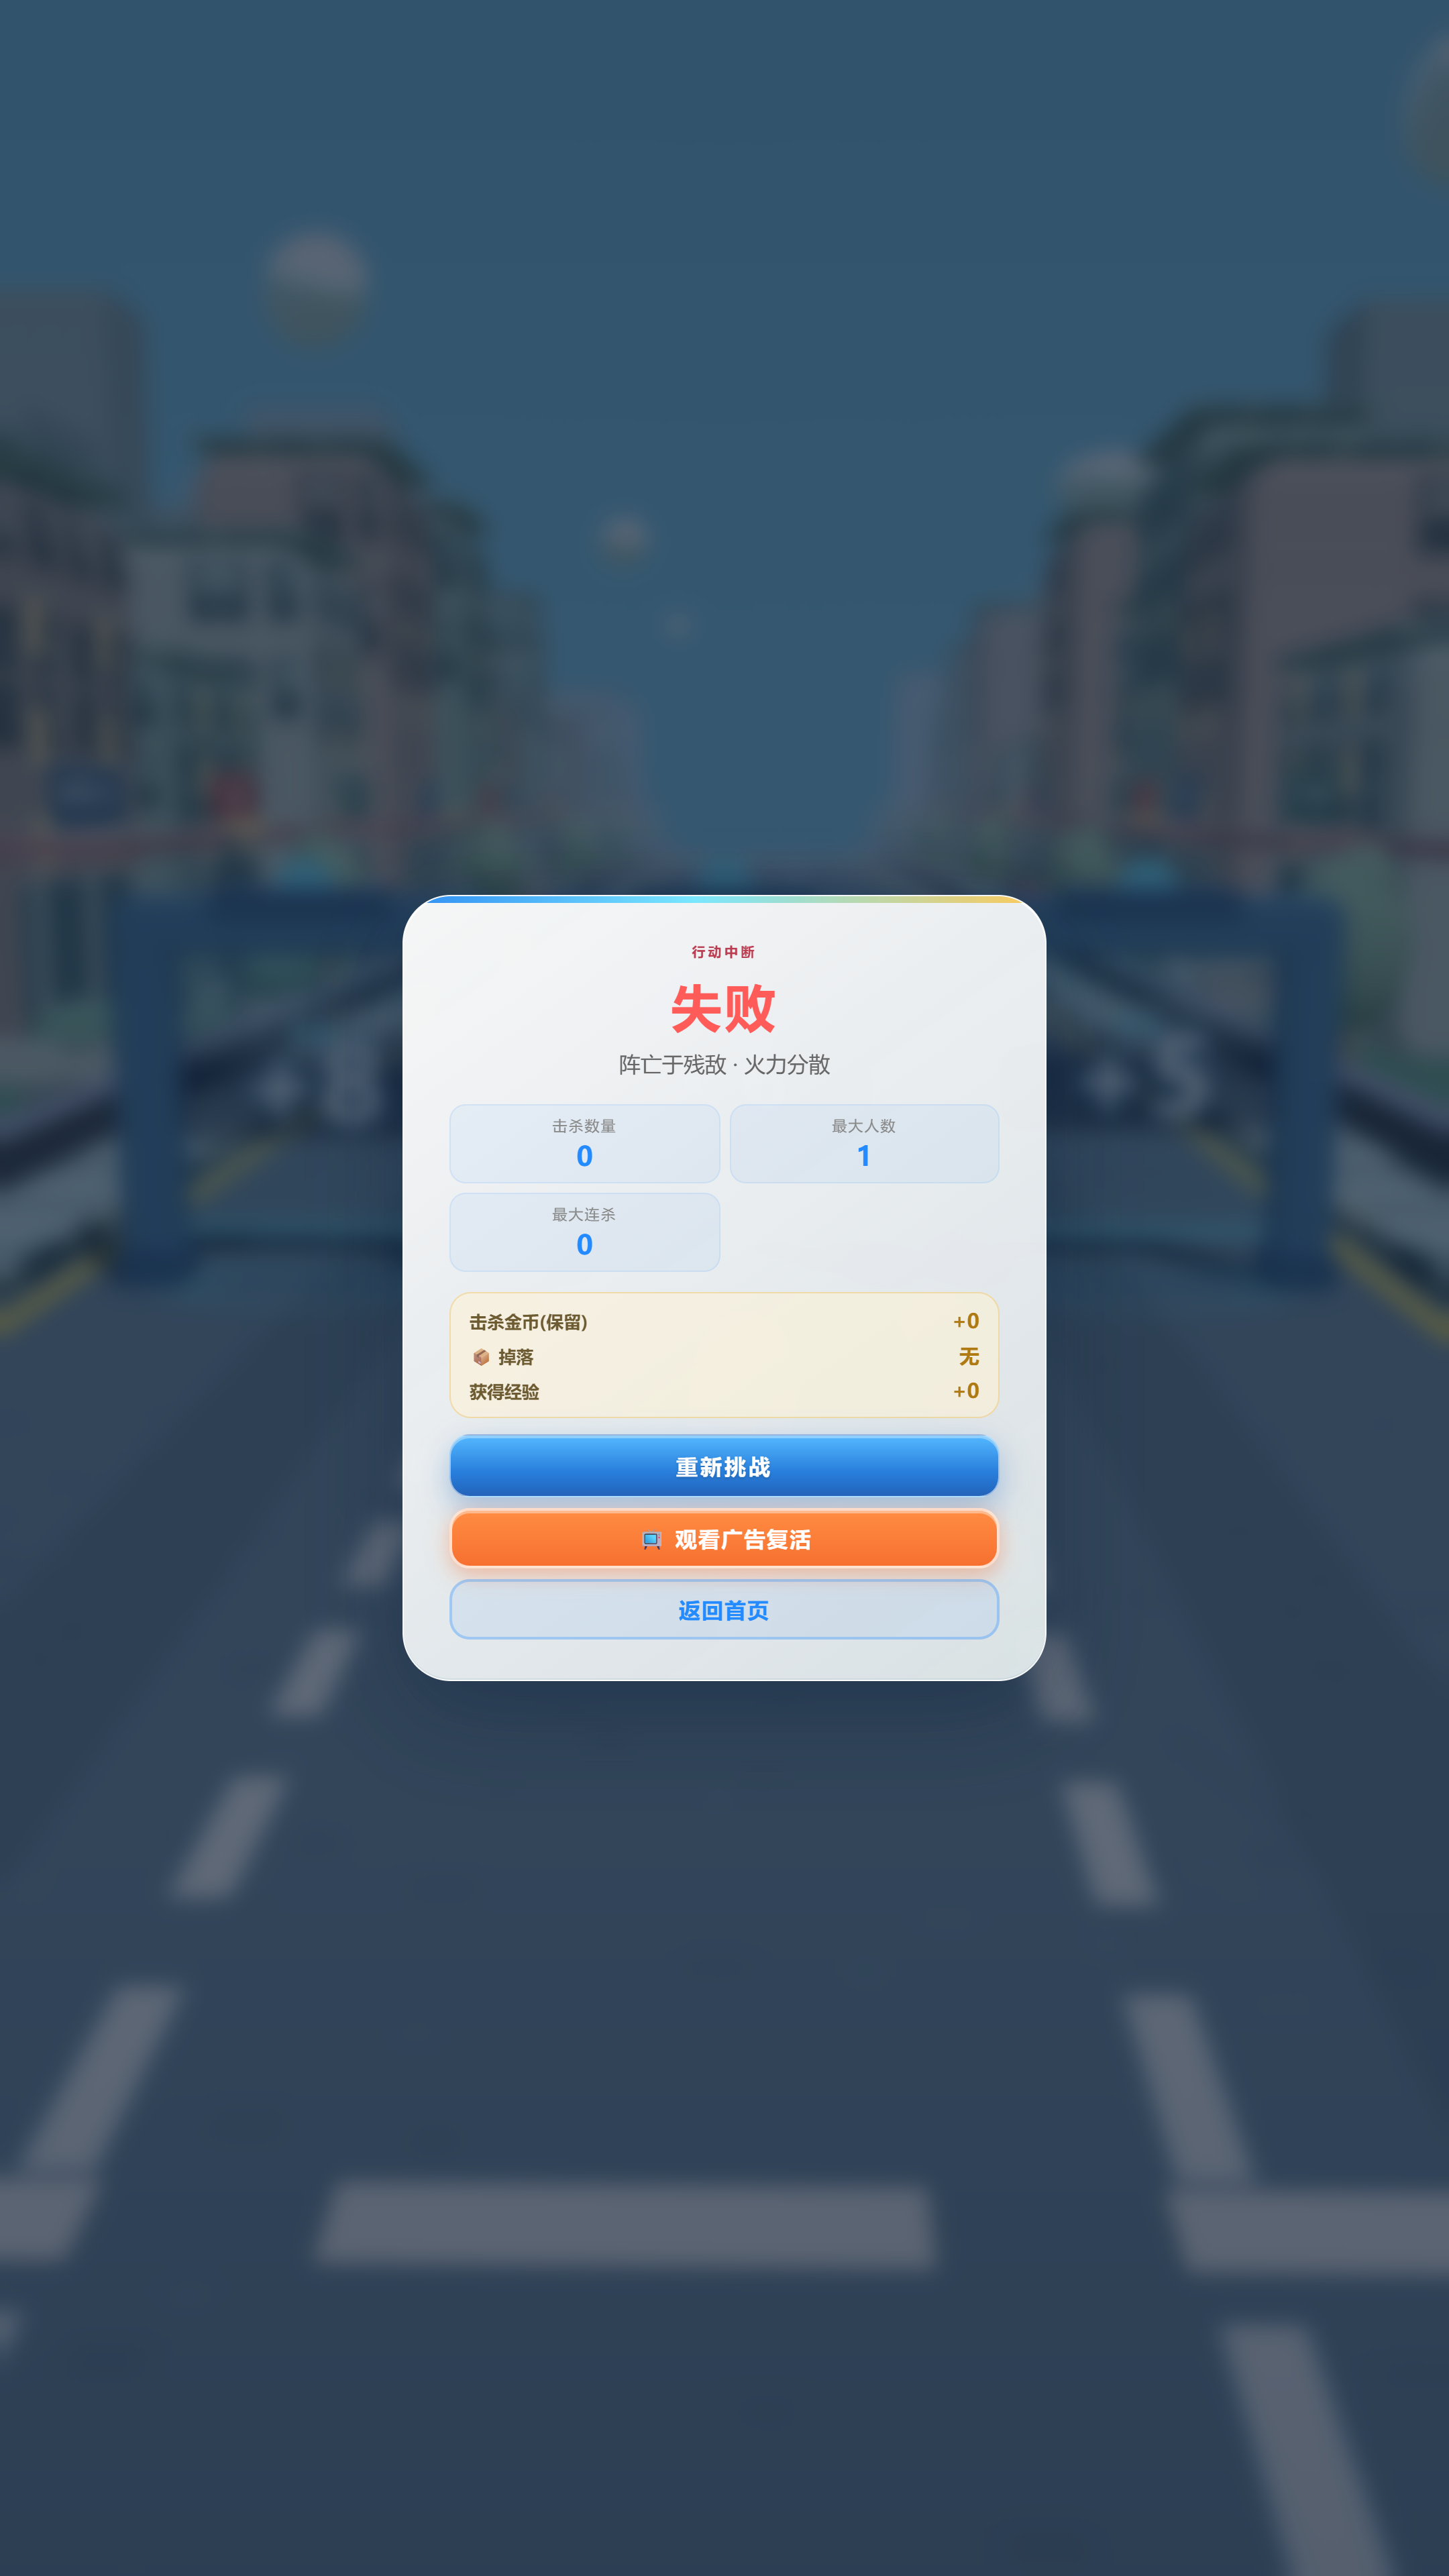 行动中断
失败
阵亡于残敌 · 火力分散
击杀数量
0
最大人数
1
最大连杀
0
击杀金币(保留) +0
掉落 无
获得经验 +0
重新挑战
观看广告复活
返回首页
+8
+5